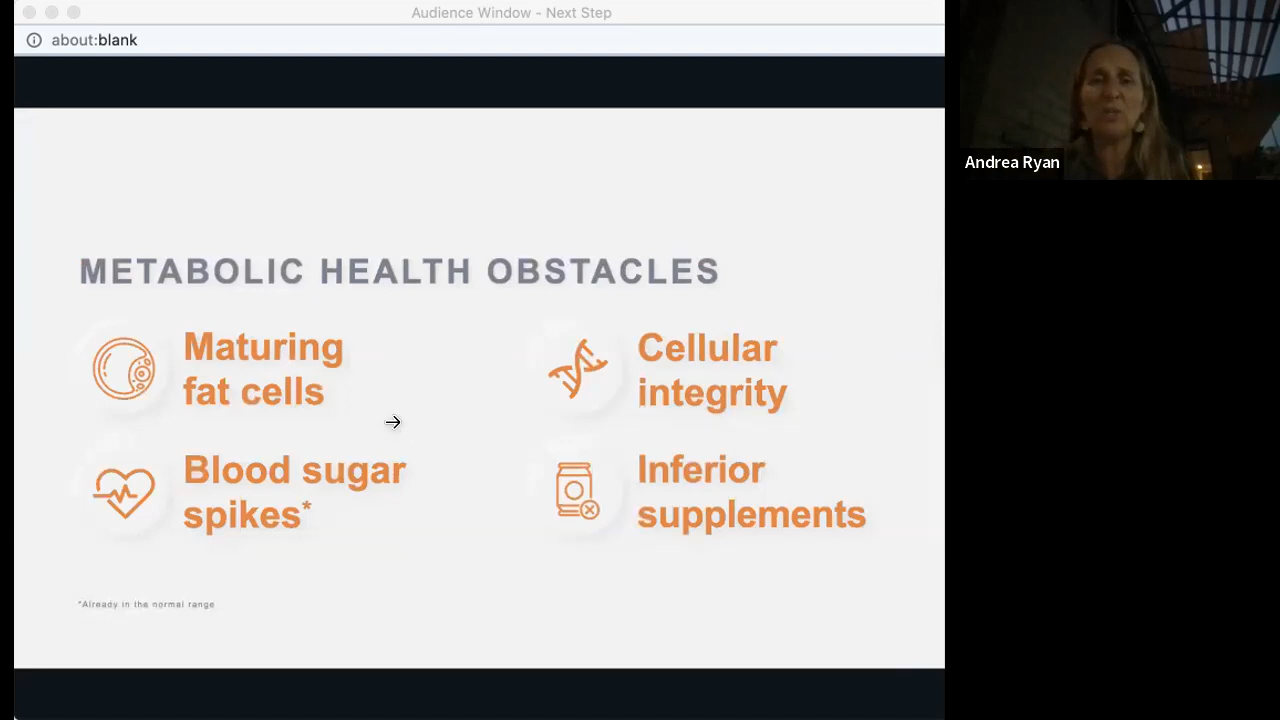 Audience Window - Next Step
about:blank
Andrea Ryan
METABOLIC HEALTH OBSTACLES
Maturing
fat cells
Cellular
integrity
Blood sugar
spikes*
Inferior
supplements
*Already in the normal range